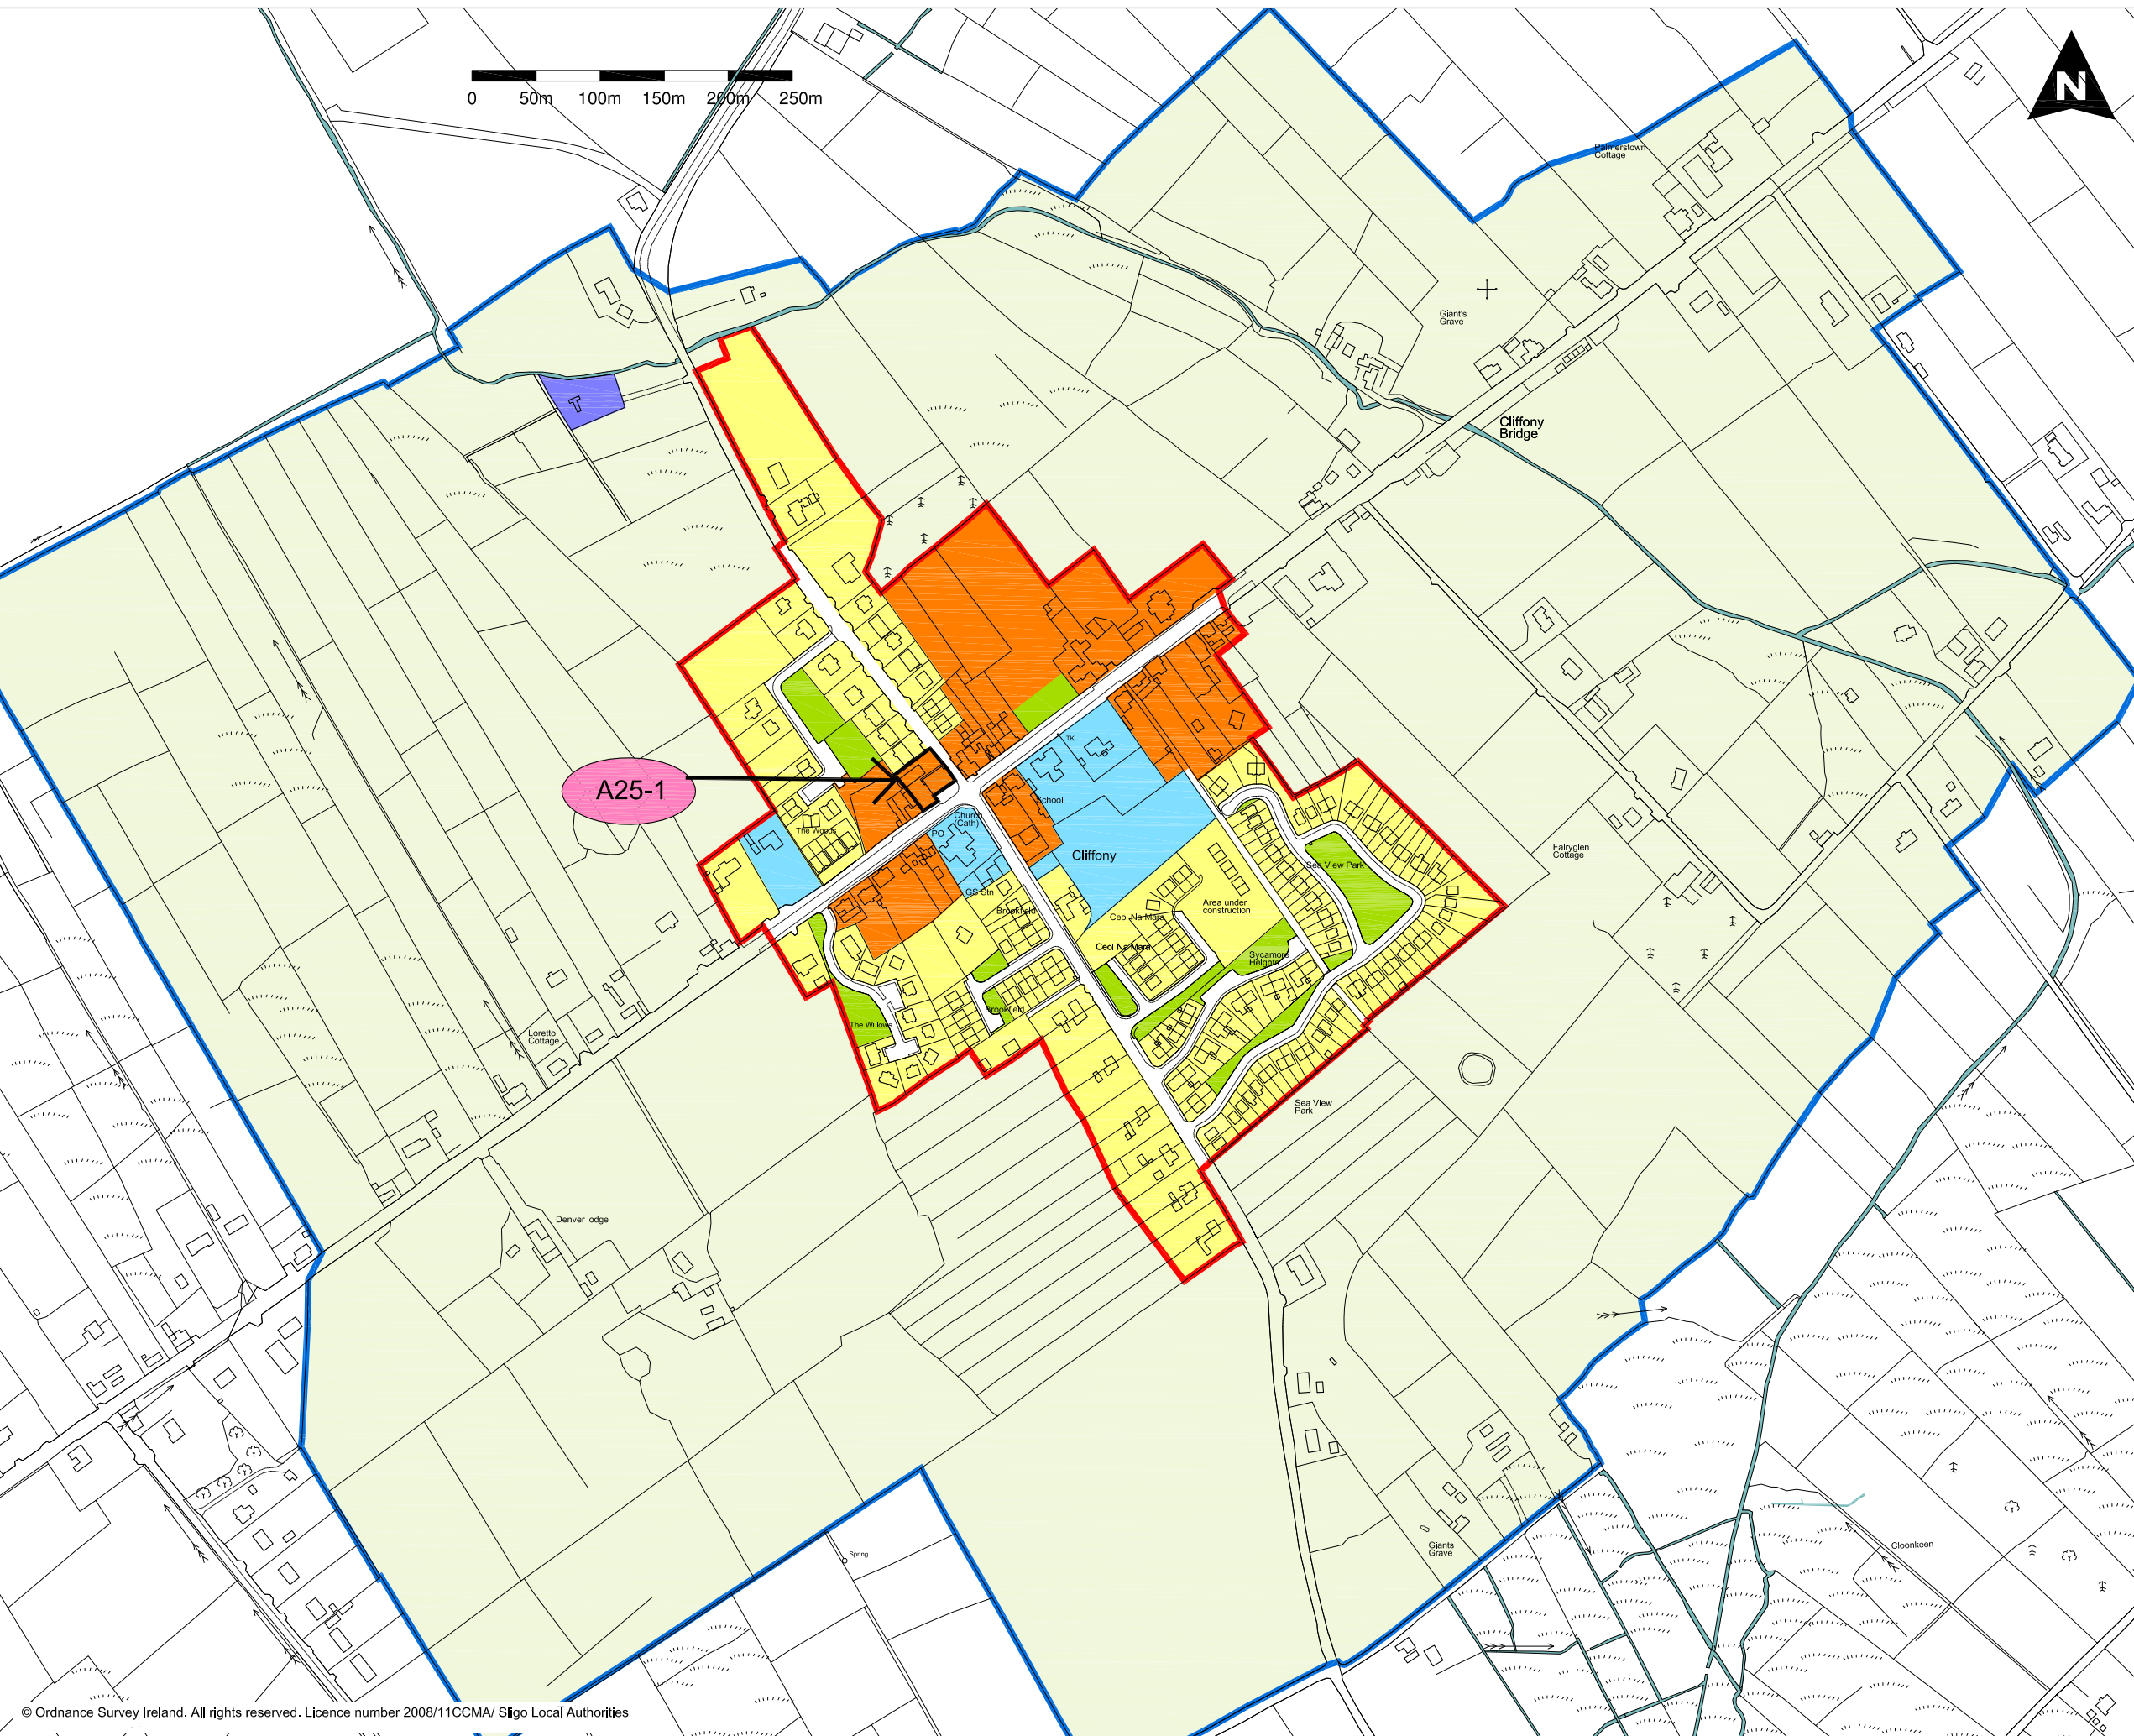 N
0 50m 100m 150m 200m 250m
Palmerstown
Cottage
Giant's
Grave
Cliffony
Bridge
TK
A25-1
School
Church
(Cath)
PO
The Woods
Cliffony
Falryglen
Cottage
Sea View Park
GS Stn
Brookfield
Area under
construction
Ceol Na Mara
Ceol Na Mara
Sycamore
Heights
Brookfield
The Willows
Loretto
Cottage
Sea View
Park
Denver lodge
Spring
Giants
Grave
Cloonkeen
© Ordnance Survey Ireland. All rights reserved. Licence number 2008/11CCMA/ Sligo Local Authorities